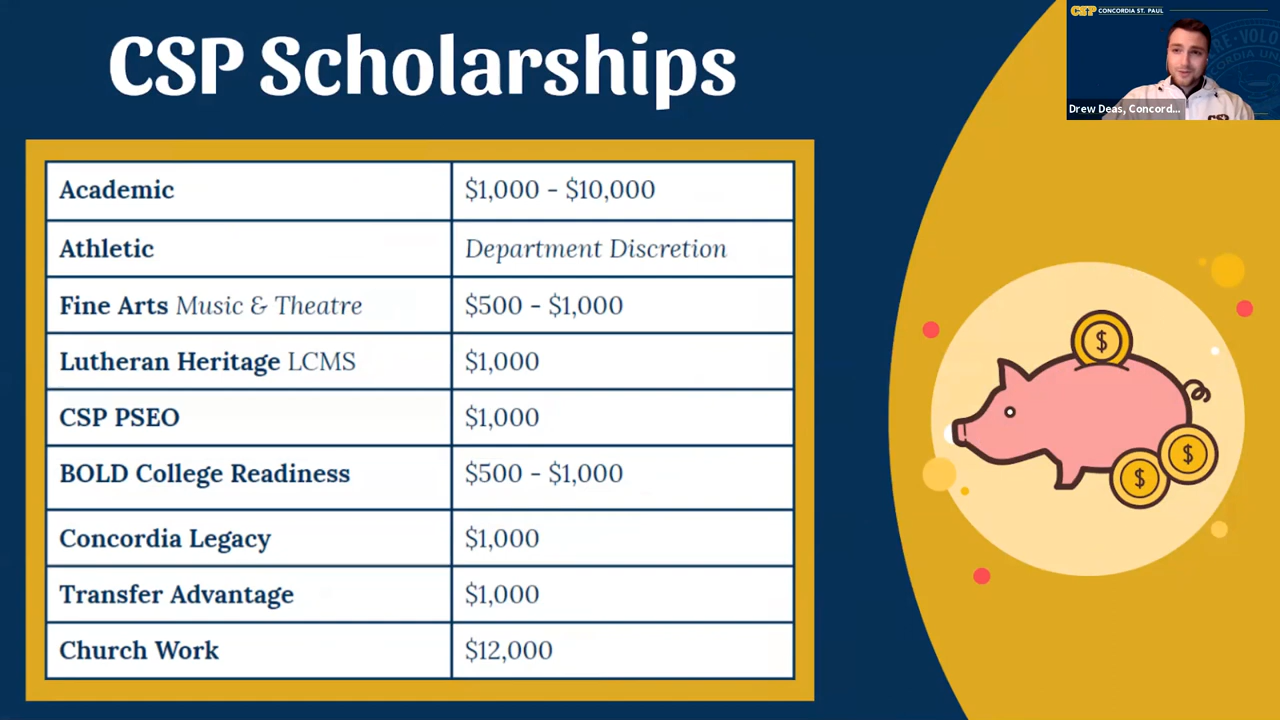 CSP Scholarships
Academic $1,000 - $10,000
Athletic Department Discretion
Fine Arts Music & Theatre $500 - $1,000
Lutheran Heritage LCMS $1,000
CSP PSEO $1,000
BOLD College Readiness $500 - $1,000
Concordia Legacy $1,000
Transfer Advantage $1,000
Church Work $12,000
CSP CONCORDIA ST. PAUL
Drew Deas, Concord...
CSP
$
$
$